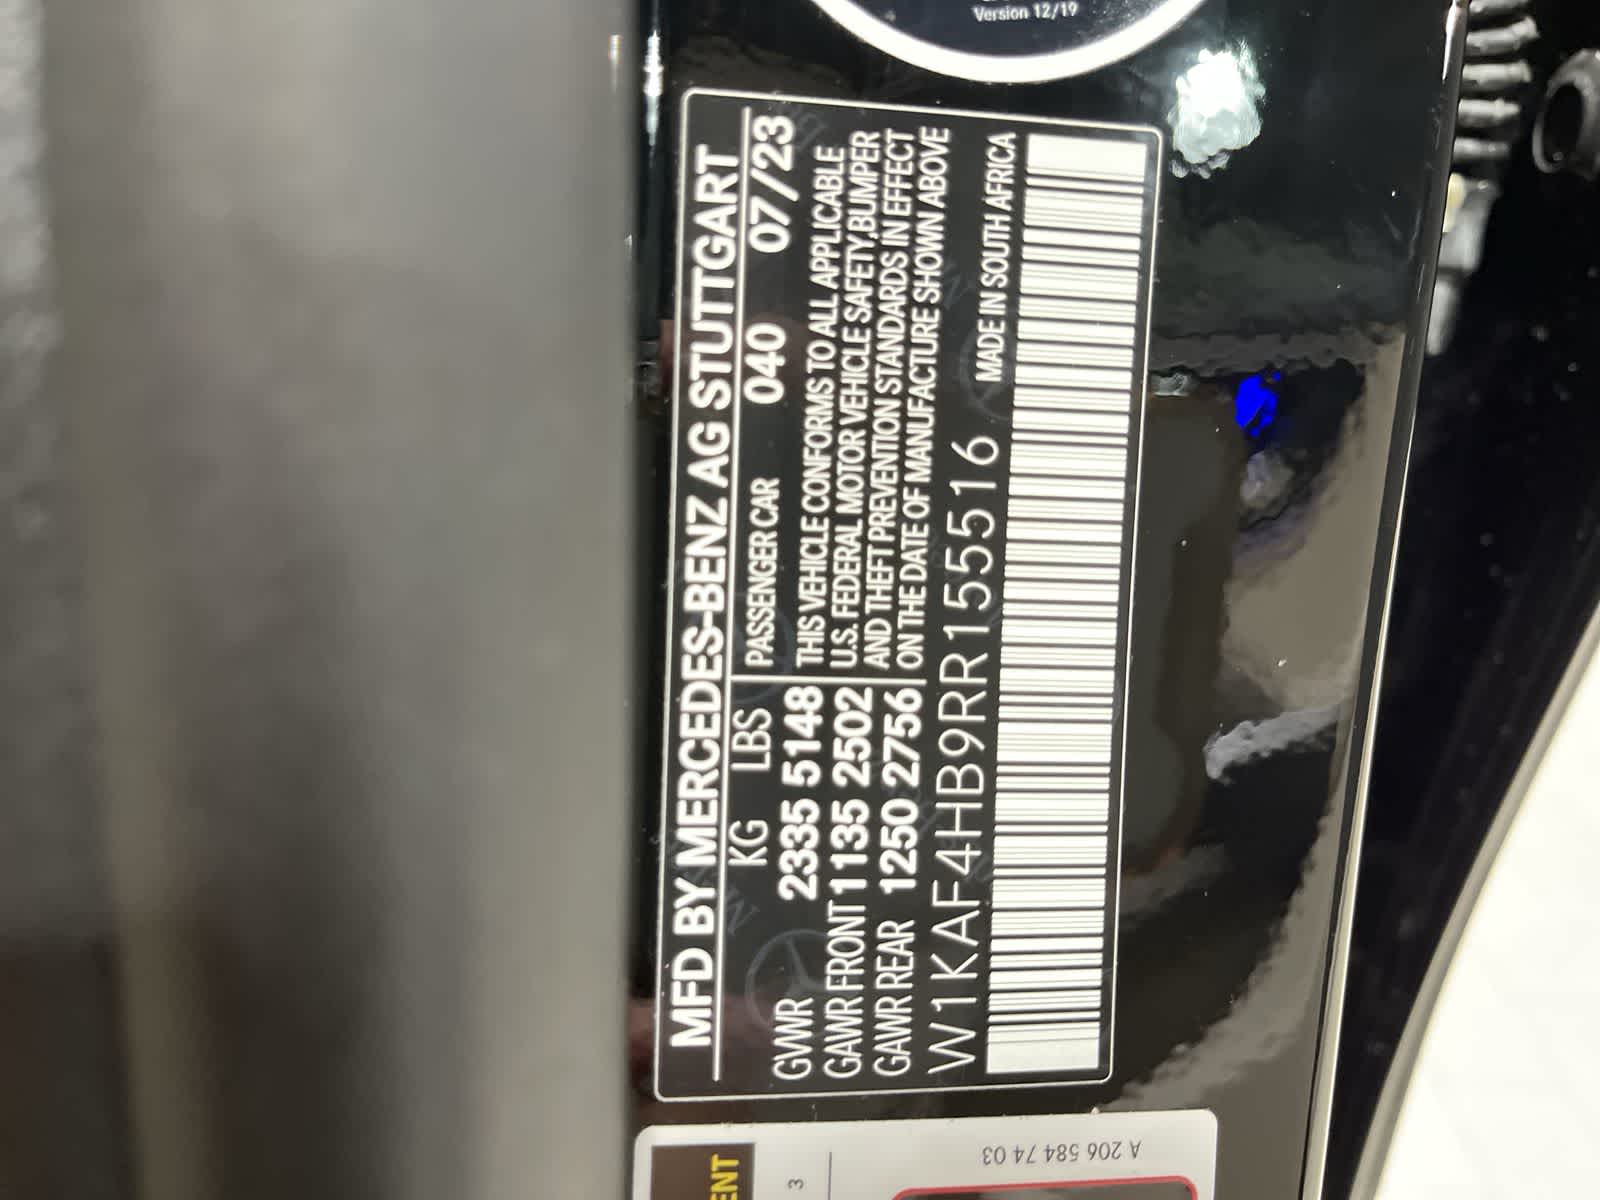 Version 12/19
MFD BY MERCEDES-BENZ AG STUTTGART
KG LBS PASSENGER CAR 040 07/23
GVWR 2335 5148
GAWR FRONT 1135 2502
GAWR REAR 1250 2756
THIS VEHICLE CONFORMS TO ALL APPLICABLE
U.S. FEDERAL MOTOR VEHICLE SAFETY,BUMPER
AND THEFT PREVENTION STANDARDS IN EFFECT
ON THE DATE OF MANUFACTURE SHOWN ABOVE
W1KAF4HB9RR155516 MADE IN SOUTH AFRICA
A 206 584 74 03
3